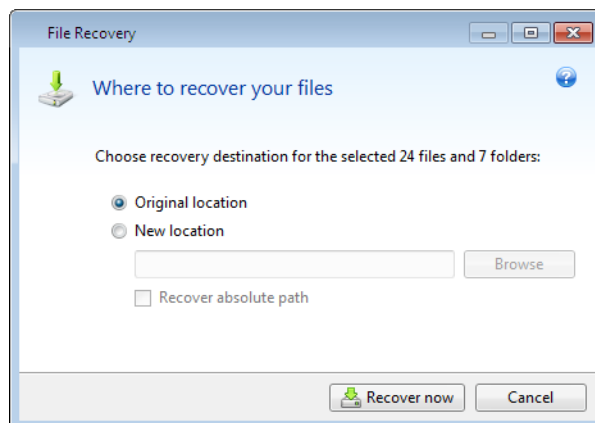 File Recovery
Where to recover your files
Choose recovery destination for the selected 24 files and 7 folders:
Original location
New location
Browse
Recover absolute path
Recover now Cancel